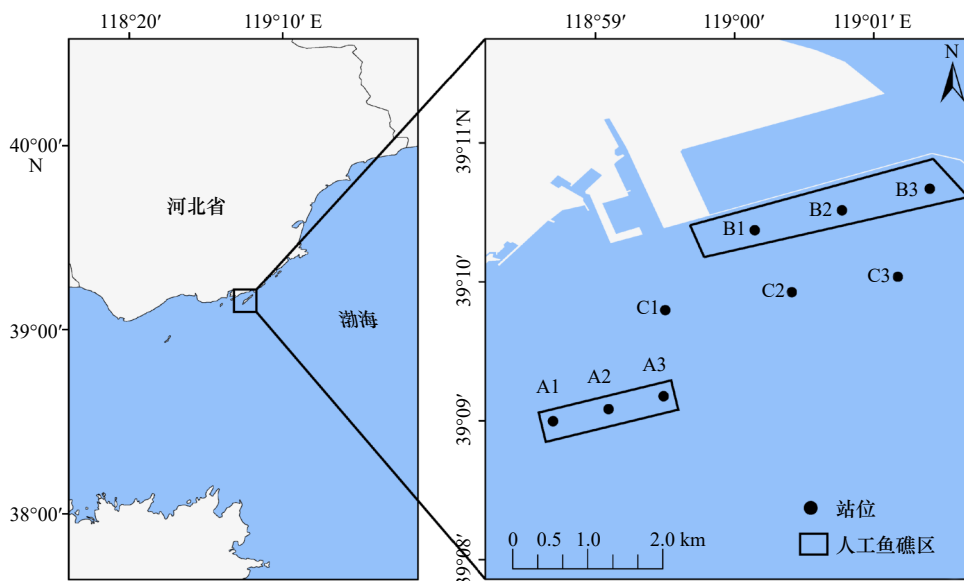 118°20′ 119°10′ E
40°00′
N
39°00′
38°00′
河北省
渤海
118°59′ 119°00′ 119°01′ E
N
39°11′N
39°10′
39°09′
39°08′
B1 B2 B3
C1 C2 C3
A1 A2 A3
站位
人工鱼礁区
0 0.5 1.0 2.0 km